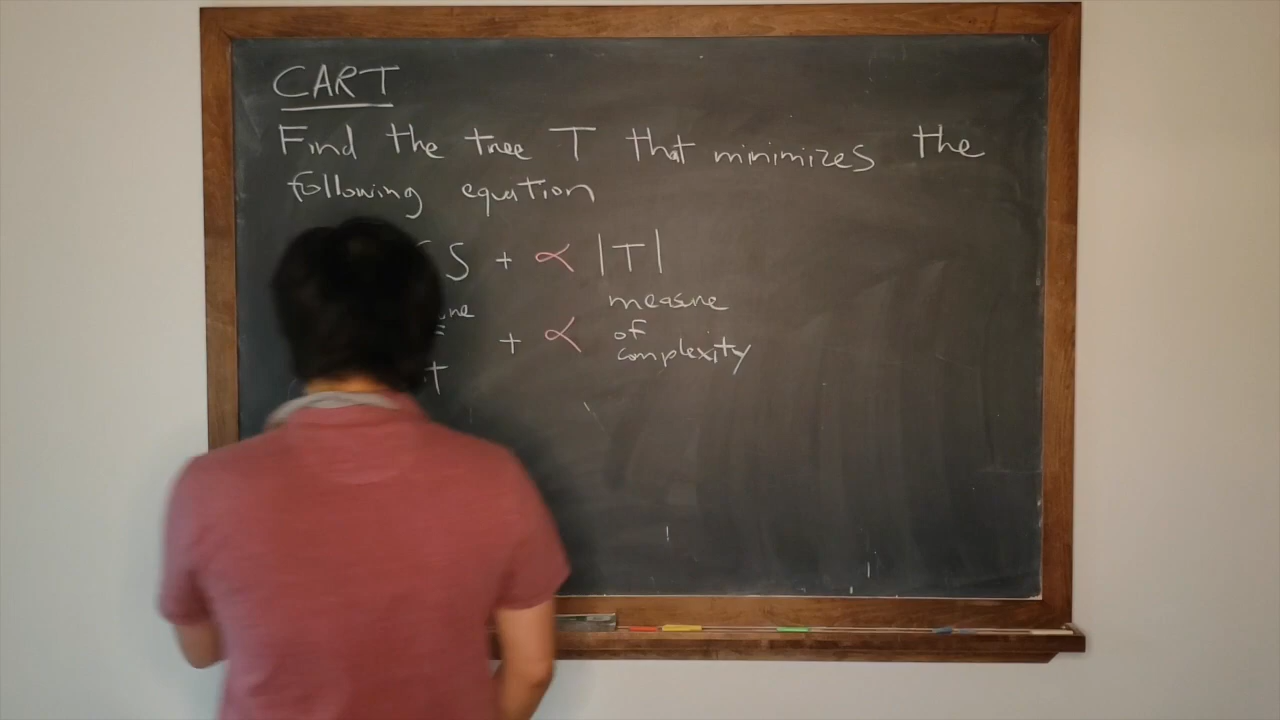 CART
Find the tree T that minimizes the
following equation
S + α |T|
measure
of
+ α
complexity